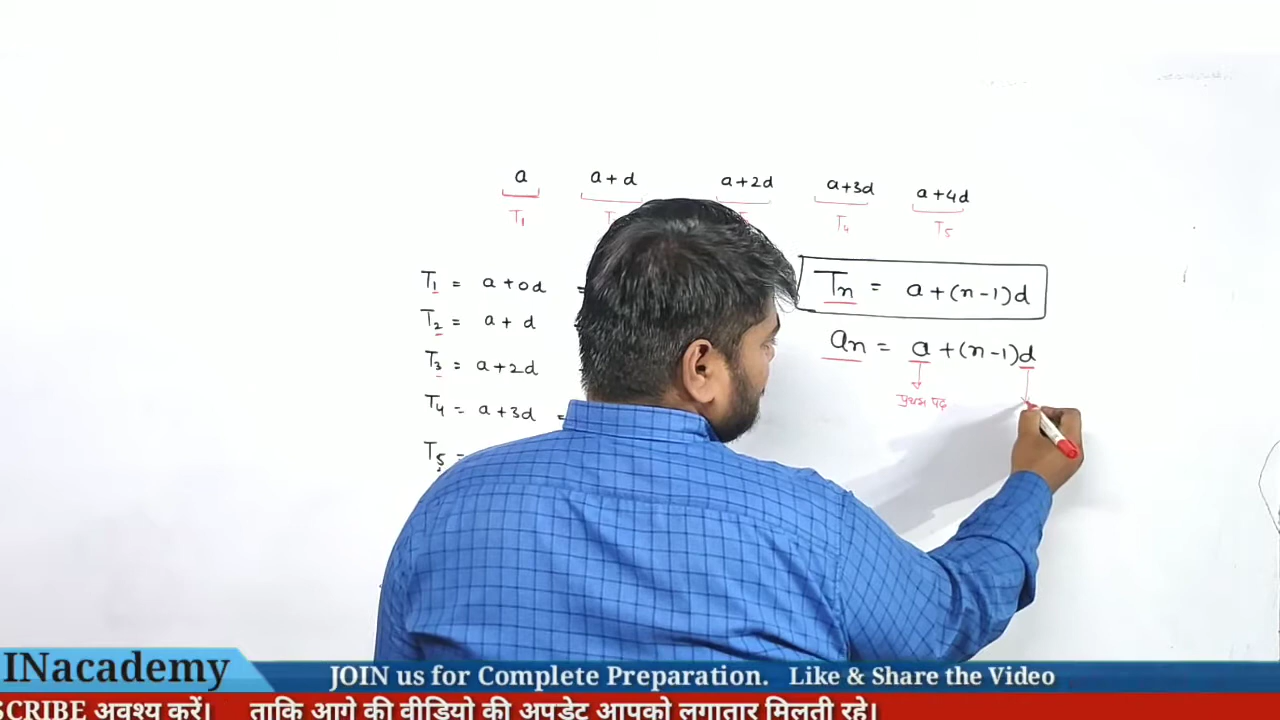 a a+d a+2d a+3d a+4d
T1 T4 T5
T1 = a+0d =
T2 = a+d
T3 = a+2d
T4 = a+3d =
T5 =
Tn = a+(n-1)d
an = a+(n-1)d
प्रथम पद
INacademy
JOIN us for Complete Preparation. Like & Share the Video
SCRIBE अवश्य करें। ताकि आगे की वीडियो की अपडेट आपको लगातार मिलती रहे।